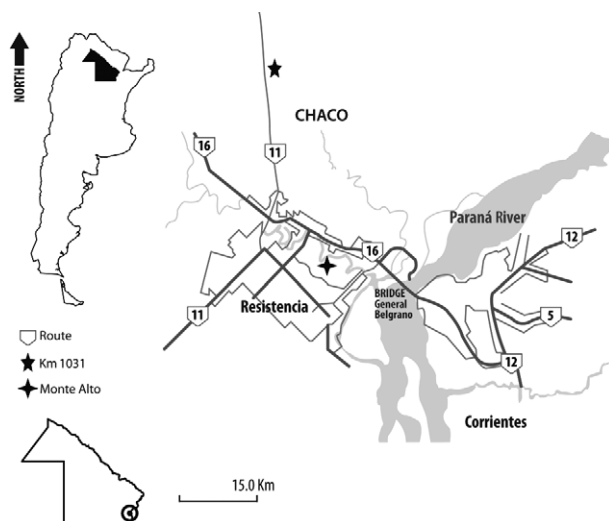 NORTH
CHACO
16
11
Paraná River
16
12
Resistencia
BRIDGE
General
Belgrano
11
5
12
Route
Km 1031
Monte Alto
Corrientes
15.0 Km